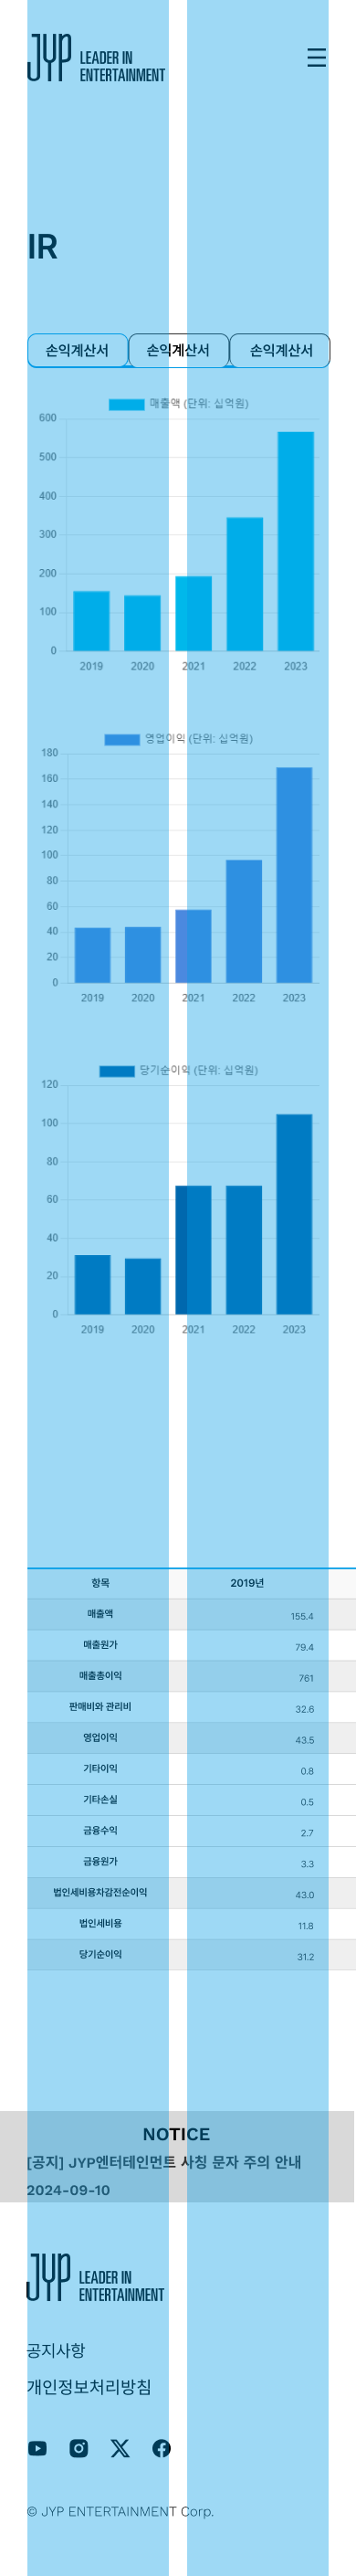 JYP LEADER IN
ENTERTAINMENT
IR
손익계산서 손익계산서 손익계산서
매출액 (단위: 십억원)
600
500
400
300
200
100
0
2019 2020 2021 2022 2023
영업이익 (단위: 십억원)
180
160
140
120
100
80
60
40
20
0
2019 2020 2021 2022 2023
당기순이익 (단위: 십억원)
120
100
80
60
40
20
0
2019 2020 2021 2022 2023
항목 2019년
매출액 155.4
매출원가 79.4
매출총이익 761
판매비와 관리비 32.6
영업이익 43.5
기타이익 0.8
기타손실 0.5
금융수익 2.7
금융원가 3.3
법인세비용차감전순이익 43.0
법인세비용 11.8
당기순이익 31.2
NOTICE
[공지] JYP엔터테인먼트 사칭 문자 주의 안내
2024-09-10
JYP LEADER IN
ENTERTAINMENT
공지사항
개인정보처리방침
© JYP ENTERTAINMENT Corp.